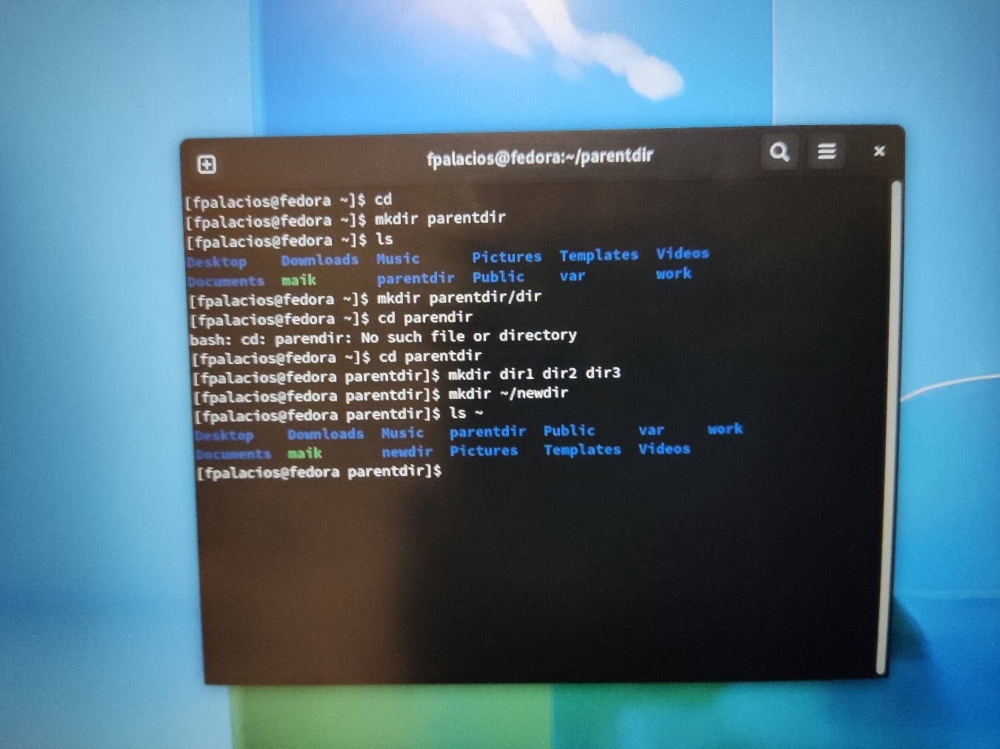 fpalacios@fedora:~/parentdir
[fpalacios@fedora ~]$ cd
[fpalacios@fedora ~]$ mkdir parentdir
[fpalacios@fedora ~]$ ls
Desktop Downloads Music Pictures Templates Videos
Documents maik parentdir Public var work
[fpalacios@fedora ~]$ mkdir parentdir/dir
[fpalacios@fedora ~]$ cd parendir
bash: cd: parendir: No such file or directory
[fpalacios@fedora ~]$ cd parentdir
[fpalacios@fedora parentdir]$ mkdir dir1 dir2 dir3
[fpalacios@fedora parentdir]$ mkdir ~/newdir
[fpalacios@fedora parentdir]$ ls ~
Desktop Downloads Music parentdir Public var work
Documents maik newdir Pictures Templates Videos
[fpalacios@fedora parentdir]$